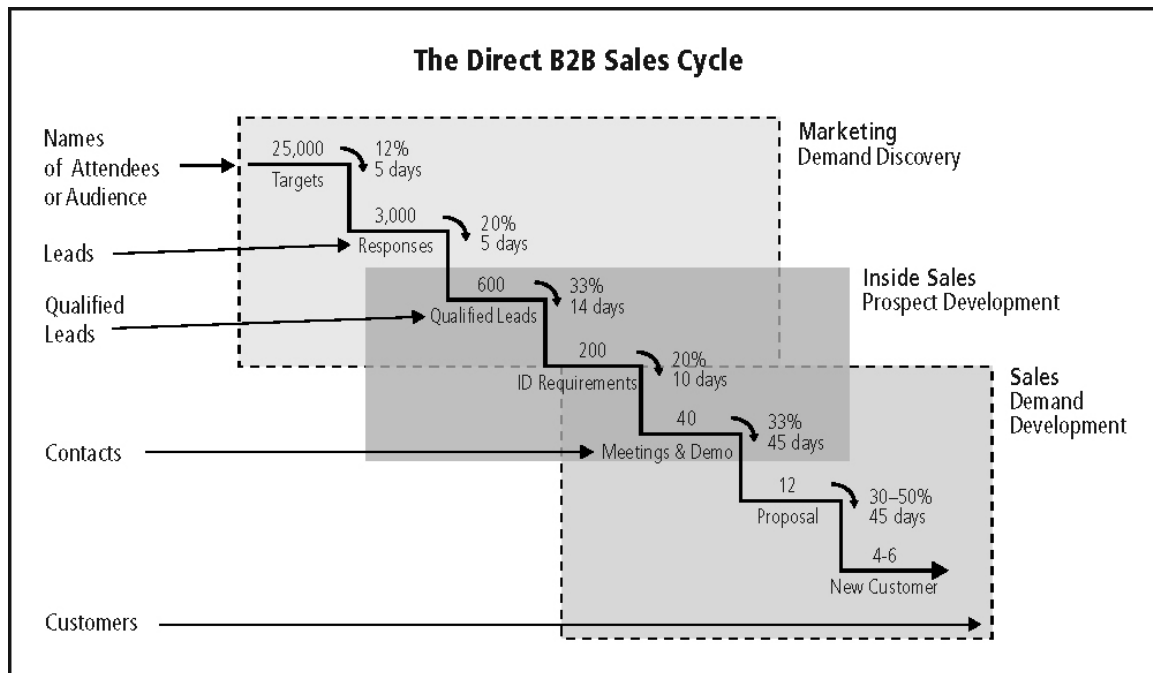 The Direct B2B Sales Cycle
Names
of Attendees
or Audience
25,000
Targets
12%
5 days
Marketing
Demand Discovery
Leads
3,000
Responses
20%
5 days
Qualified
Leads
600
Qualified Leads
33%
14 days
Inside Sales
Prospect Development
200
ID Requirements
20%
10 days
Sales
Demand
Development
Contacts
40
Meetings & Demo
33%
45 days
12
Proposal
30–50%
45 days
4-6
New Customer
Customers